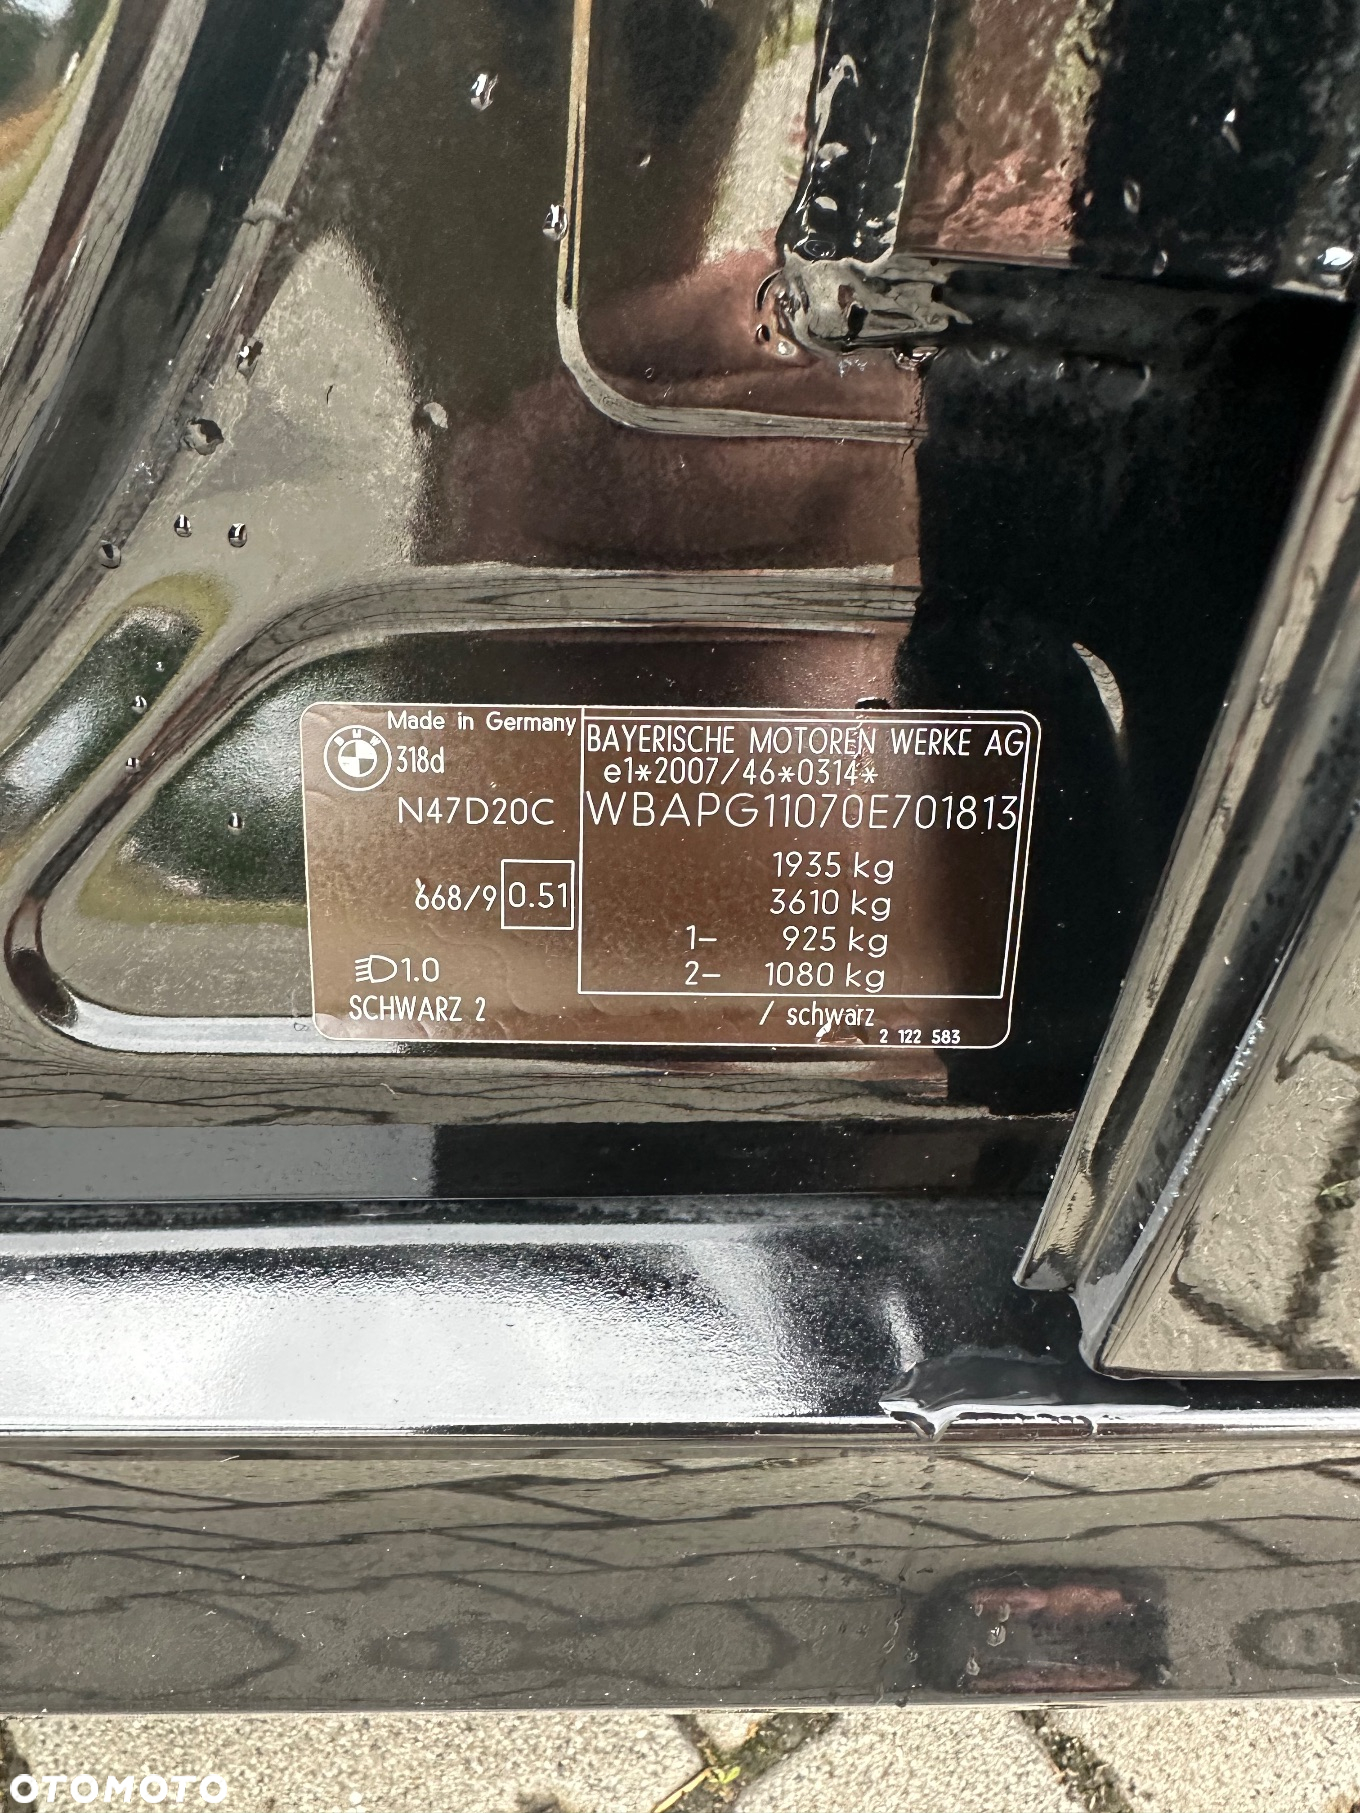 Made in Germany
BMW
318d
N47D20C
668/9 0.51
1.0
SCHWARZ 2
BAYERISCHE MOTOREN WERKE AG
e1*2007/46*0314*
WBAPG11070E701813
1935 kg
3610 kg
1- 925 kg
2- 1080 kg
/ schwarz
2 122 583
OTOMOTO